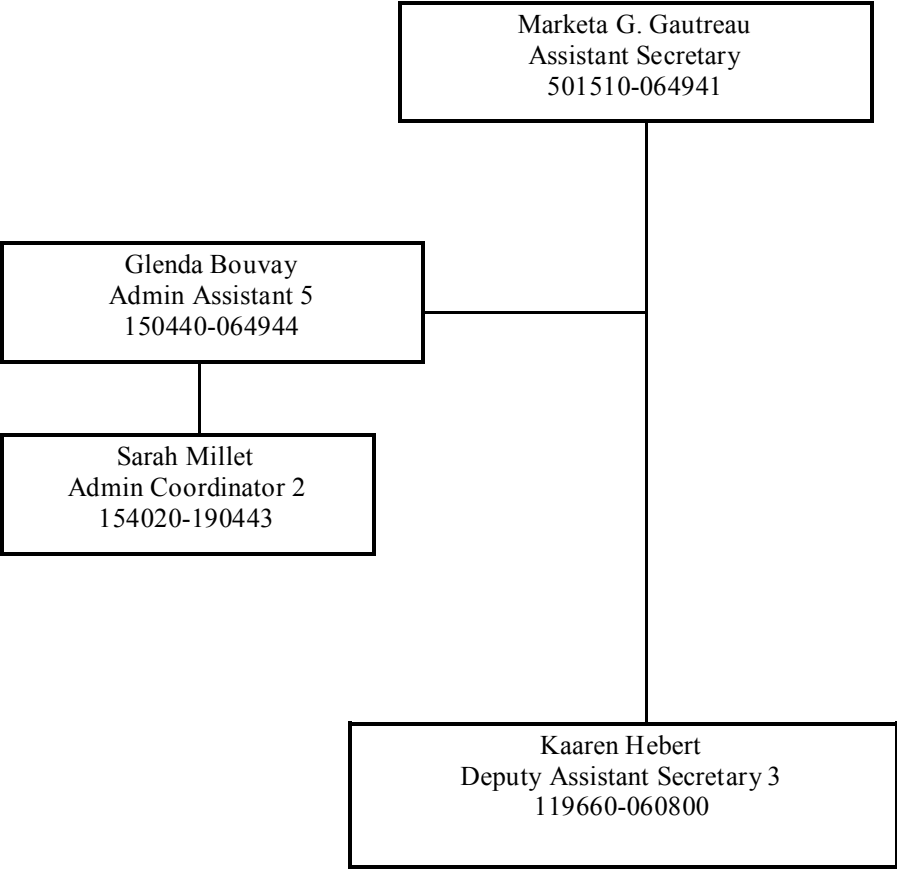 Marketa G. Gautreau
Assistant Secretary
501510-064941
Glenda Bouvay
Admin Assistant 5
150440-064944
Sarah Millet
Admin Coordinator 2
154020-190443
Kaaren Hebert
Deputy Assistant Secretary 3
119660-060800